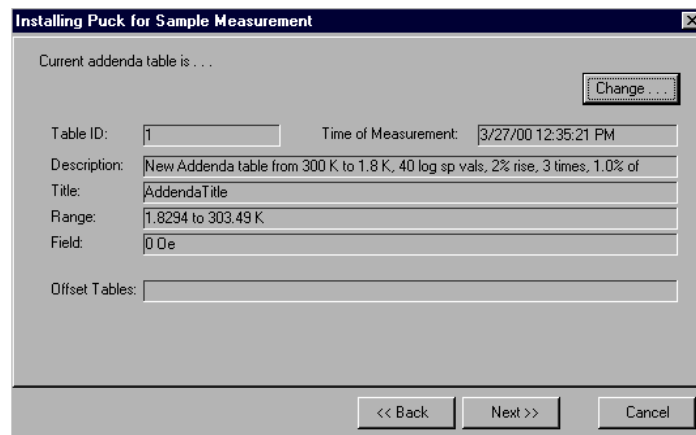 Installing Puck for Sample Measurement
Current addenda table is . . .
Change . . .
Table ID: 1 Time of Measurement: 3/27/00 12:35:21 PM
Description: New Addenda table from 300 K to 1.8 K, 40 log sp vals, 2% rise, 3 times, 1.0% of
Title: AddendaTitle
Range: 1.8294 to 303.49 K
Field: 0 Oe
Offset Tables:
<< Back Next >> Cancel